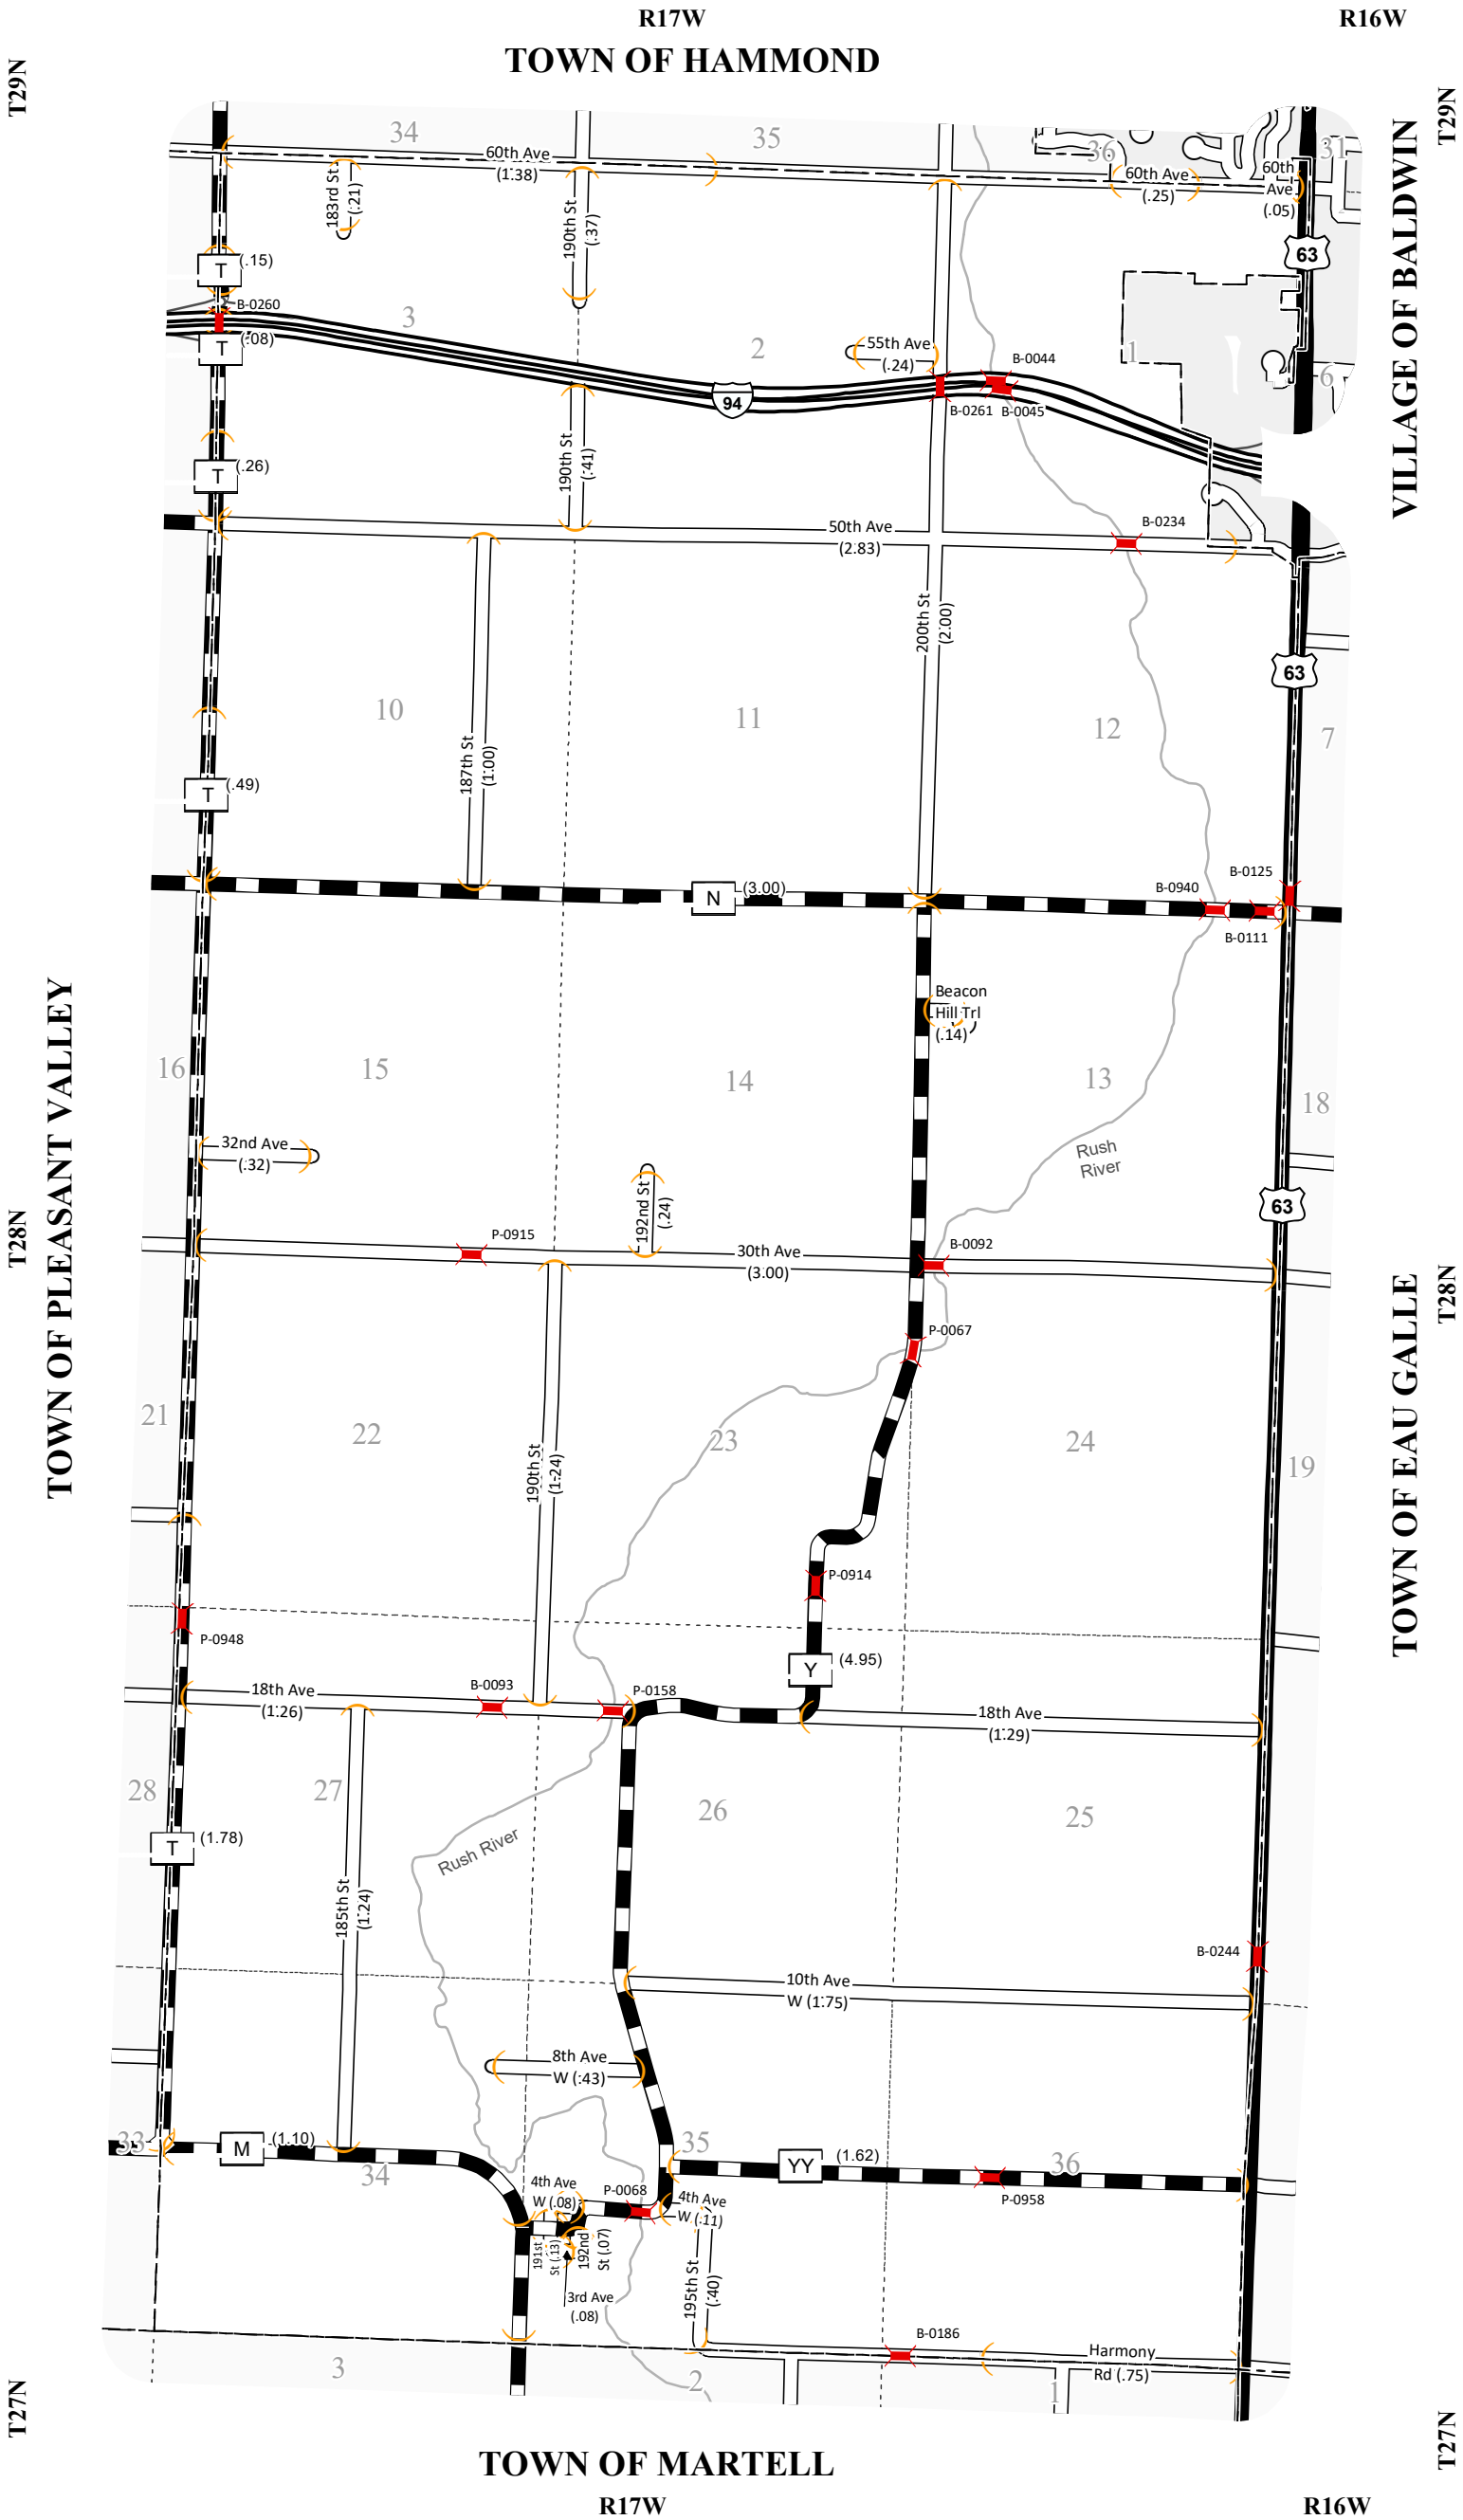 R17W
R16W
TOWN OF HAMMOND
T29N
T29N
VILLAGE OF BALDWIN
34
35
36
31
60th Ave
(1.38)
60th Ave
(.25)
60th
Ave
(.05)
183rd St
(.21)
190th St
(.37)
63
T
(.15)
B-0260
T
(.08)
3
2
1
6
55th Ave
(.24)
B-0044
94
B-0261
B-0045
T
(.26)
190th St
(.41)
50th Ave
(2.83)
B-0234
200th St
(2.00)
63
10
11
12
7
187th St
(1.00)
T
(.49)
N
(3.00)
B-0940
B-0125
B-0111
TOWN OF PLEASANT VALLEY
Beacon
Hill Trl
(.14)
16
15
14
13
18
32nd Ave
(.32)
Rush
River
192nd St
(.24)
T28N
63
P-0915
30th Ave
(3.00)
B-0092
T28N
TOWN OF EAU GALLE
P-0067
21
22
23
24
19
190th St
(1.24)
P-0914
P-0948
Y
(4.95)
18th Ave
(1.26)
B-0093
P-0158
18th Ave
(1.29)
28
27
26
25
T
(1.78)
Rush River
185th St
(1.24)
B-0244
10th Ave
W (1.75)
8th Ave
W (.43)
33
M
(1.10)
34
35
YY
(1.62)
36
P-0958
4th Ave
W (.08)
P-0068
4th Ave
W (.11)
191st
St (.13)
192nd
St (.07)
195th St
(.40)
3rd Ave
(.08)
B-0186
Harmony
Rd (.75)
3
2
1
T27N
T27N
TOWN OF MARTELL
R17W
R16W